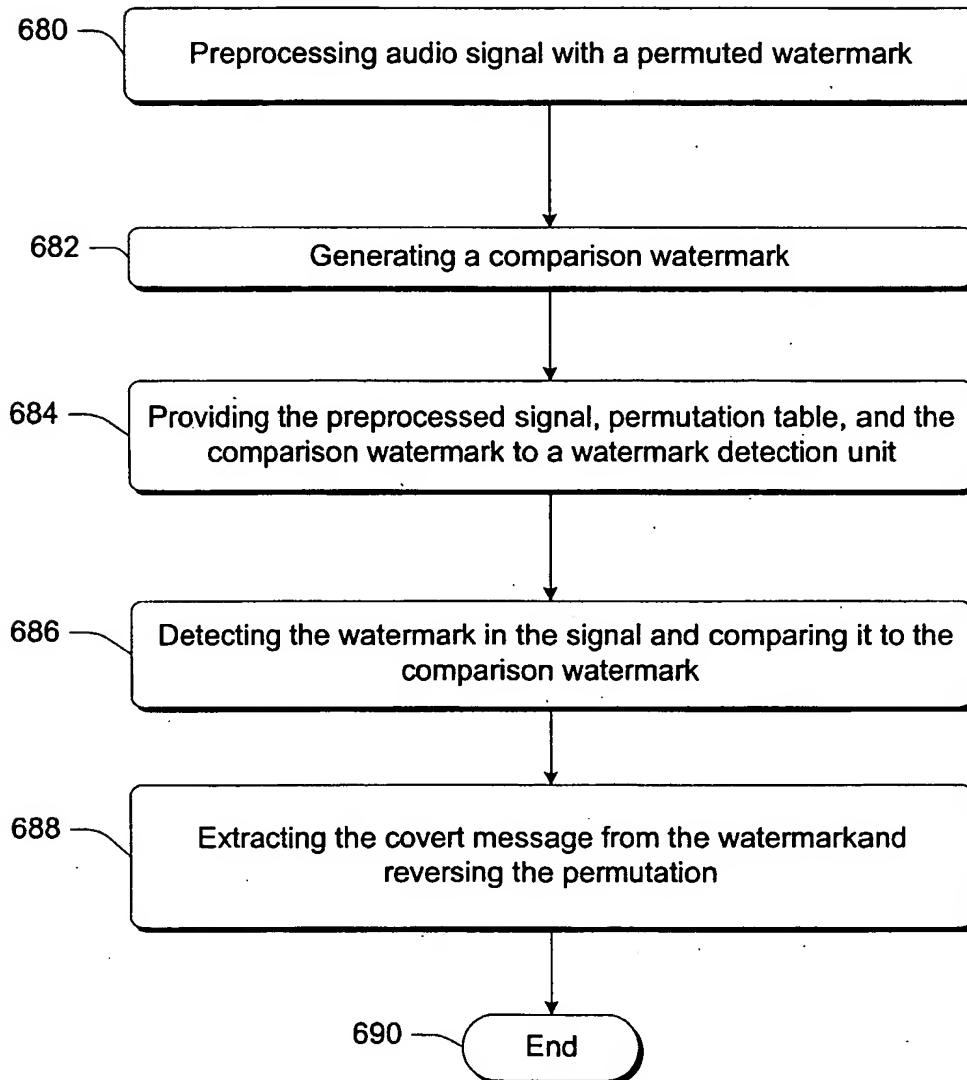 680
Preprocessing audio signal with a permuted watermark
682
Generating a comparison watermark
684
Providing the preprocessed signal, permutation table, and the
comparison watermark to a watermark detection unit
686
Detecting the watermark in the signal and comparing it to the
comparison watermark
688
Extracting the covert message from the watermarkand
reversing the permutation
690
End